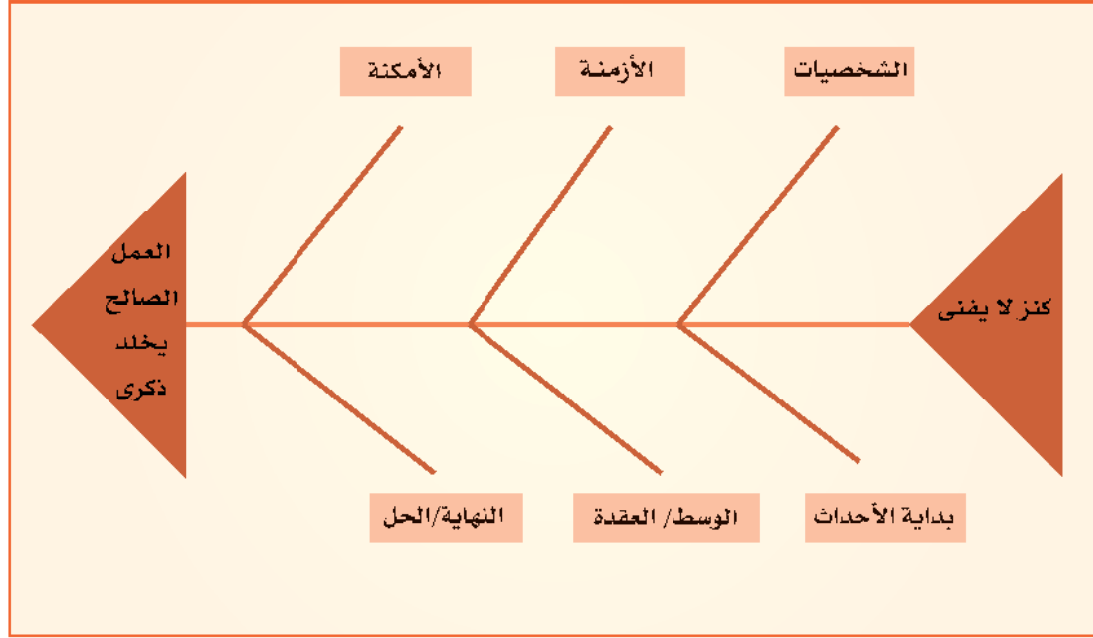 الشخصيات
الأزمنة
الأمكنة
كنز لا يفنى
العمل
الصالح
يخلد
ذكرى
بداية الأحداث
الوسط/ العقدة
النهاية/الحل